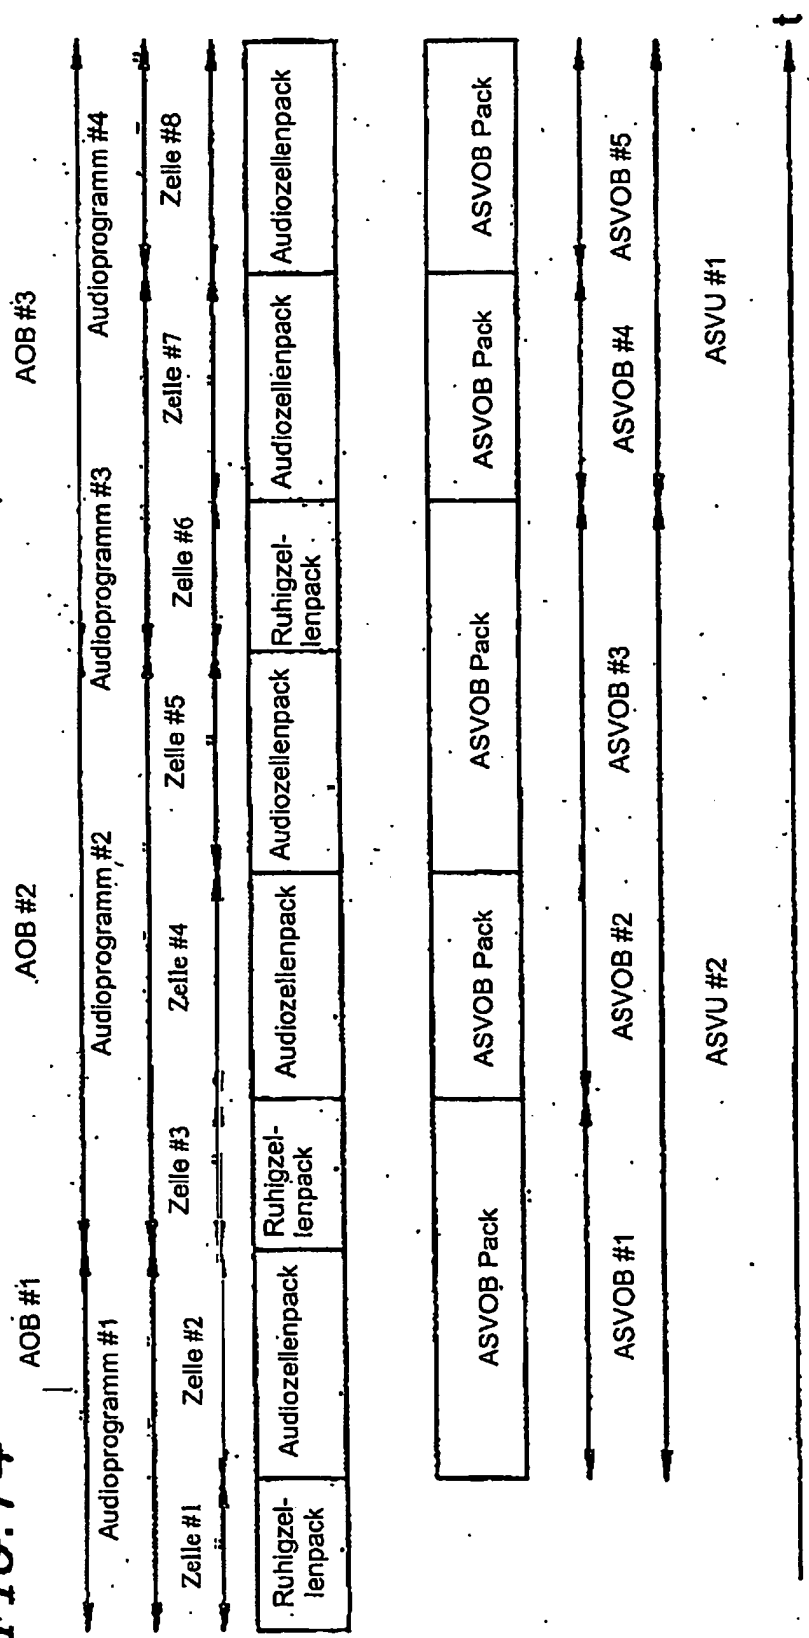 AOB #1 AOB #2 AOB #3
Audioprogramm #1 Audioprogramm #2 Audioprogramm #3 Audioprogramm #4
Zelle #1 Zelle #2 Zelle #3 Zelle #4 Zelle #5 Zelle #6 Zelle #7 Zelle #8
Ruhigzel-
lenpack
Audiozellenpack
Ruhigzel-
lenpack
Audiozellenpack
Audiozellenpack
Ruhigzel-
lenpack
Audiozellenpack
Audiozellenpack
ASVOB Pack
ASVOB Pack
ASVOB Pack
ASVOB Pack
ASVOB Pack
ASVOB #1 ASVOB #2 ASVOB #3 ASVOB #4 ASVOB #5
ASVU #2 ASVU #1
t